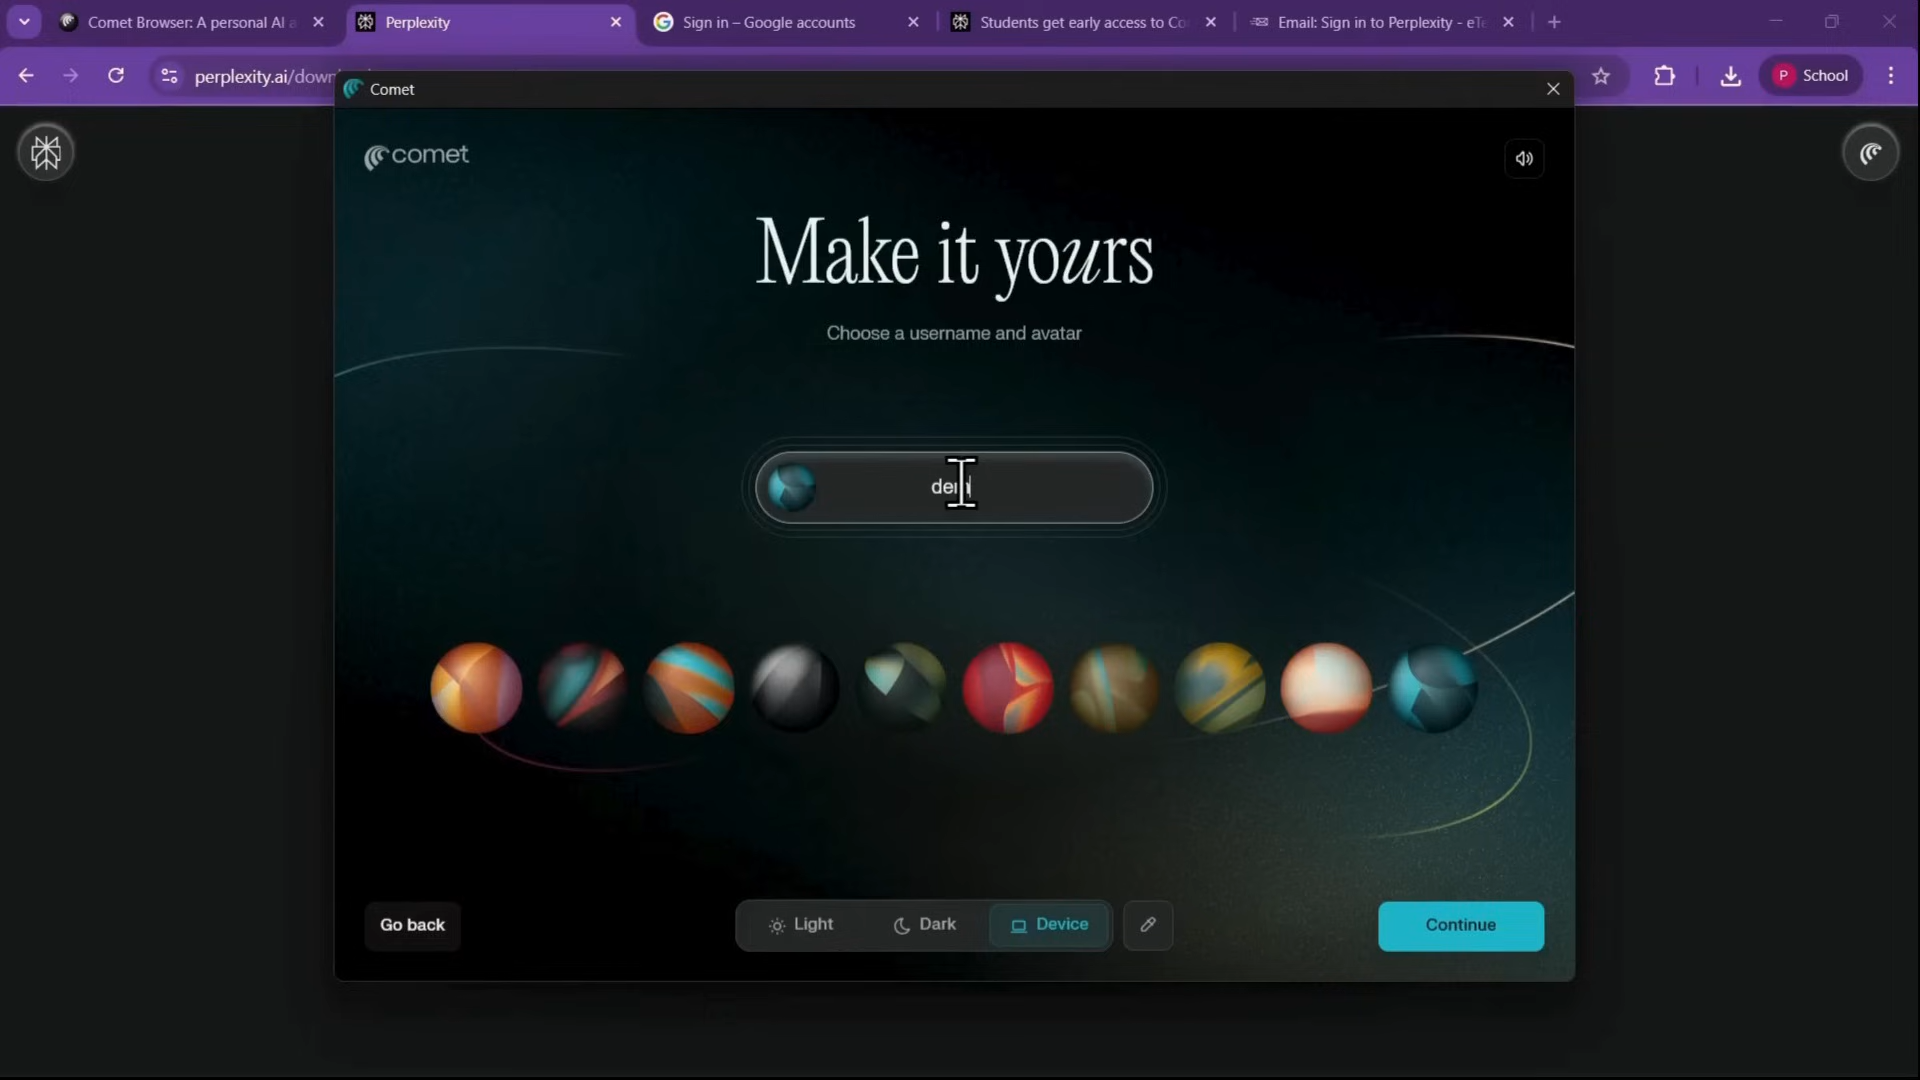 Comet Browser: A personal AI a
Perplexity
Sign in – Google accounts
Students get early access to Co
Email: Sign in to Perplexity - eTe
perplexity.ai/down
P
School
Comet
comet
Make it yours
Choose a username and avatar
Go back
Light
Dark
Device
Continue